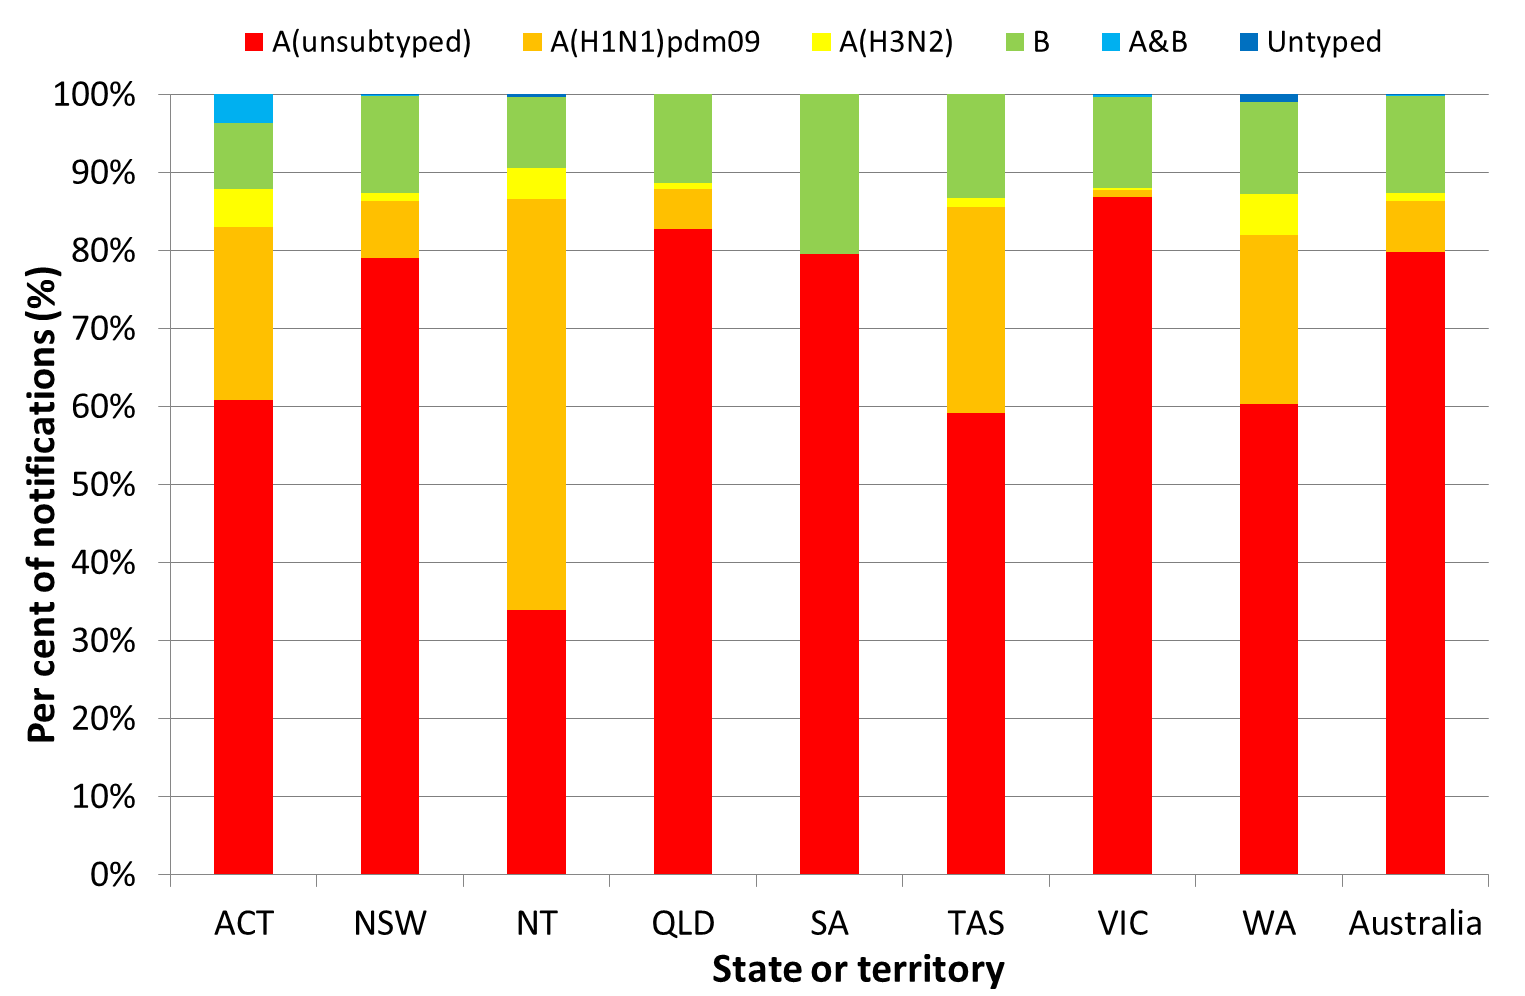 A(unsubtyped) A(H1N1)pdm09 A(H3N2) B A&B Untyped
100%
90%
80%
70%
60%
50%
40%
30%
20%
10%
0%
Per cent of notifications (%)
ACT NSW NT QLD SA TAS VIC WA Australia
State or territory